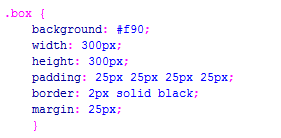 .box {
background: #f90;
width: 300px;
height: 300px;
padding: 25px 25px 25px 25px;
border: 2px solid black;
margin: 25px;
}